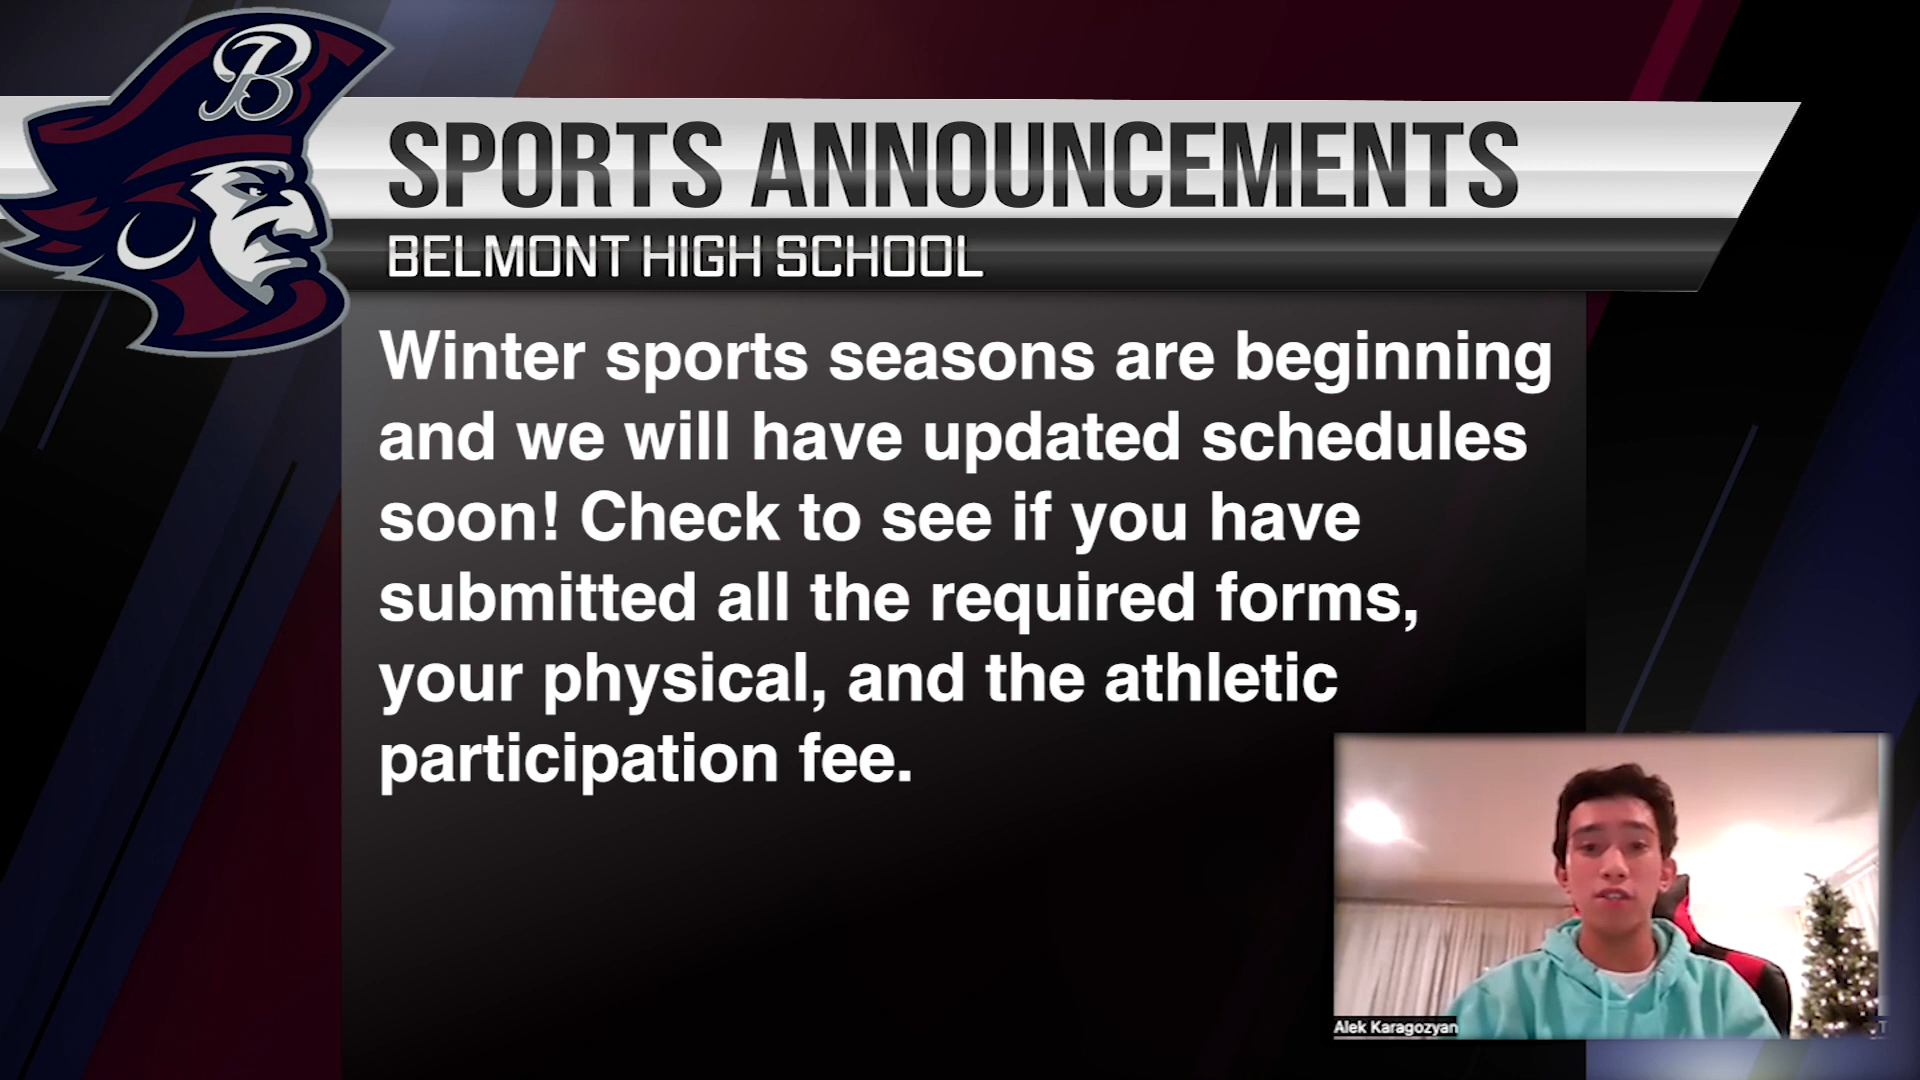 B
SPORTS ANNOUNCEMENTS
BELMONT HIGH SCHOOL
Winter sports seasons are beginning
and we will have updated schedules
soon! Check to see if you have
submitted all the required forms,
your physical, and the athletic
participation fee.
Alek Karagozyan
T